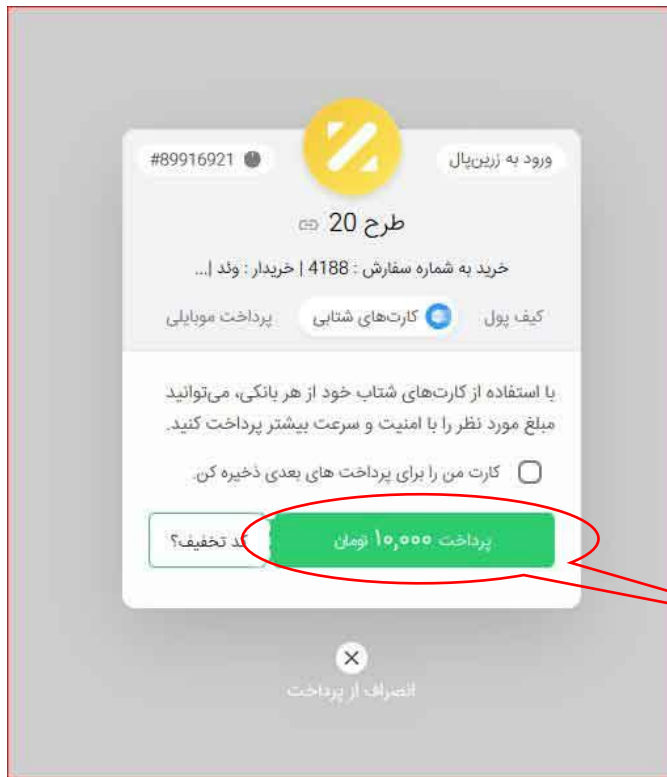 ورود به زرین‌پال
#89916921
طرح 20
خرید به شماره سفارش : 4188 | خریدار : وئد |...
کیف پول
کارت‌های شتابی
پرداخت موبایلی
با استفاده از کارت‌های شتاب خود از هر بانکی، می‌توانید
مبلغ مورد نظر را با امنیت و سرعت بیشتر پرداخت کنید.
کارت من را برای پرداخت های بعدی ذخیره کن.
پرداخت ۱۰,۰۰۰ تومان
کد تخفیف؟
انصراف از پرداخت